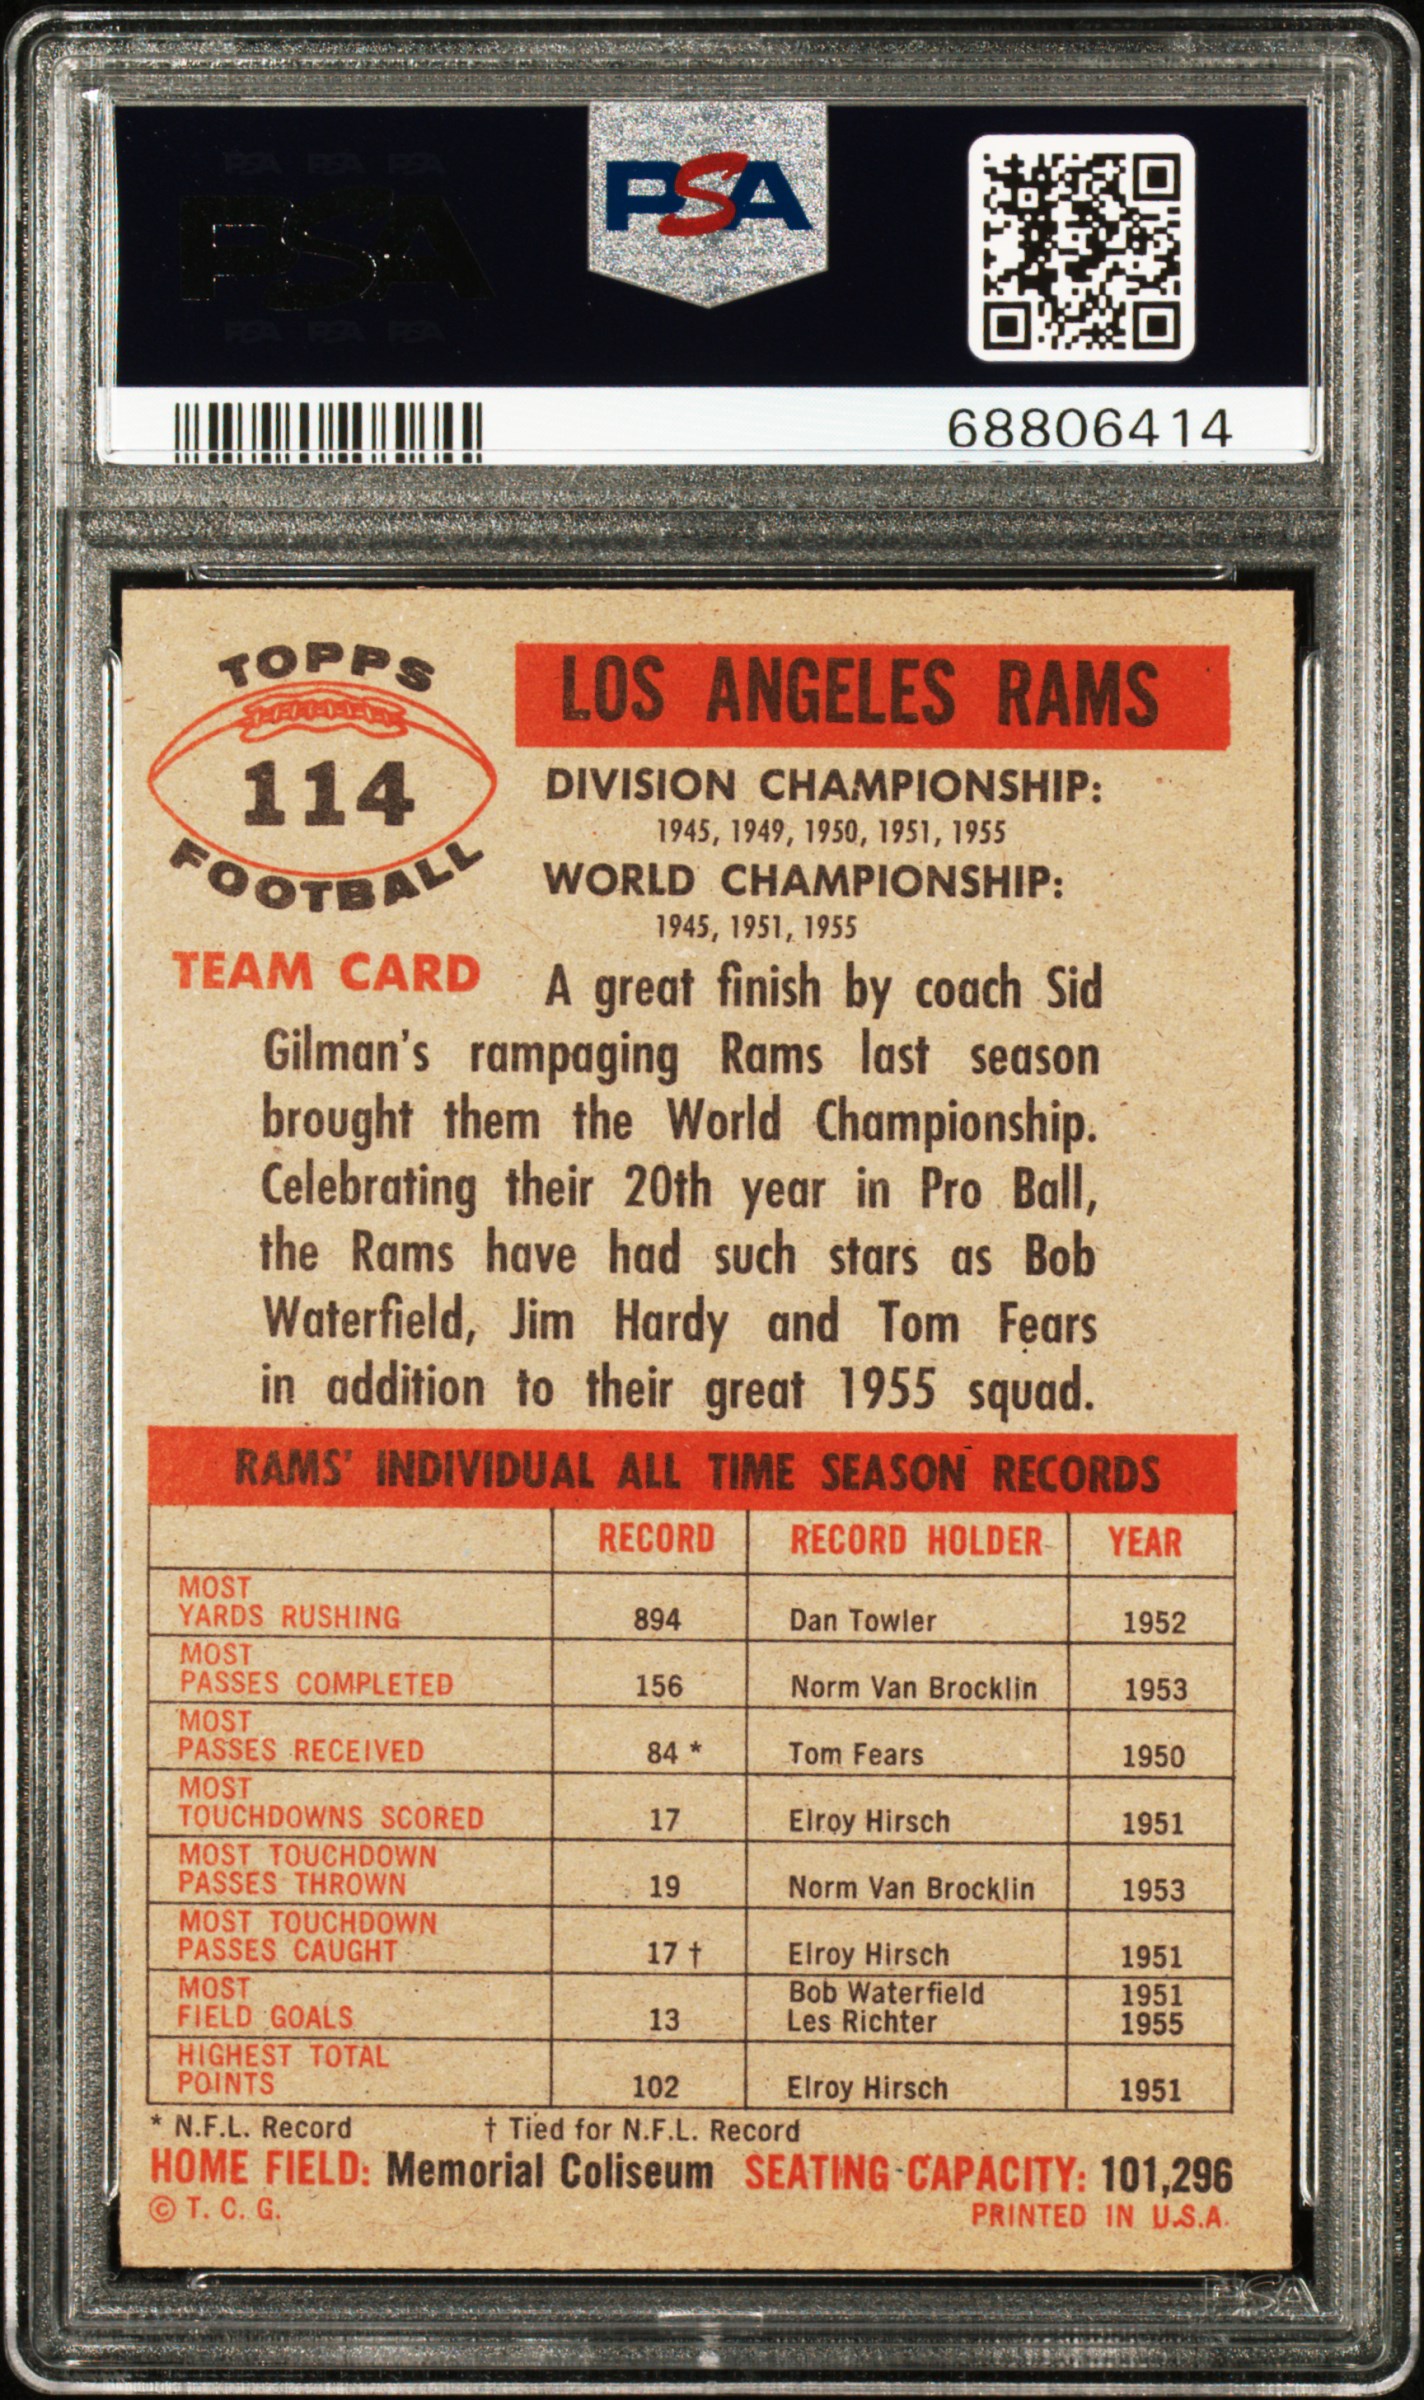 PSA PSA PSA
PSA
PSA PSA PSA
PSA
68806414
TOPPS
114
FOOTBALL
TEAM CARD
LOS ANGELES RAMS
DIVISION CHAMPIONSHIP:
1945, 1949, 1950, 1951, 1955
WORLD CHAMPIONSHIP:
1945, 1951, 1955
A great finish by coach Sid
Gilman's rampaging Rams last season
brought them the World Championship.
Celebrating their 20th year in Pro Ball,
the Rams have had such stars as Bob
Waterfield, Jim Hardy and Tom Fears
in addition to their great 1955 squad.
RAMS' INDIVIDUAL ALL TIME SEASON RECORDS
RECORD RECORD HOLDER YEAR
MOST
YARDS RUSHING 894 Dan Towler 1952
MOST
PASSES COMPLETED 156 Norm Van Brocklin 1953
MOST
PASSES RECEIVED 84 * Tom Fears 1950
MOST
TOUCHDOWNS SCORED 17 Elroy Hirsch 1951
MOST TOUCHDOWN
PASSES THROWN 19 Norm Van Brocklin 1953
MOST TOUCHDOWN
PASSES CAUGHT 17 † Elroy Hirsch 1951
MOST Bob Waterfield 1951
FIELD GOALS 13 Les Richter 1955
HIGHEST TOTAL
POINTS 102 Elroy Hirsch 1951
* N.F.L. Record † Tied for N.F.L. Record
HOME FIELD: Memorial Coliseum SEATING CAPACITY: 101,296
© T. C. G. PRINTED IN U.S.A.
PSA